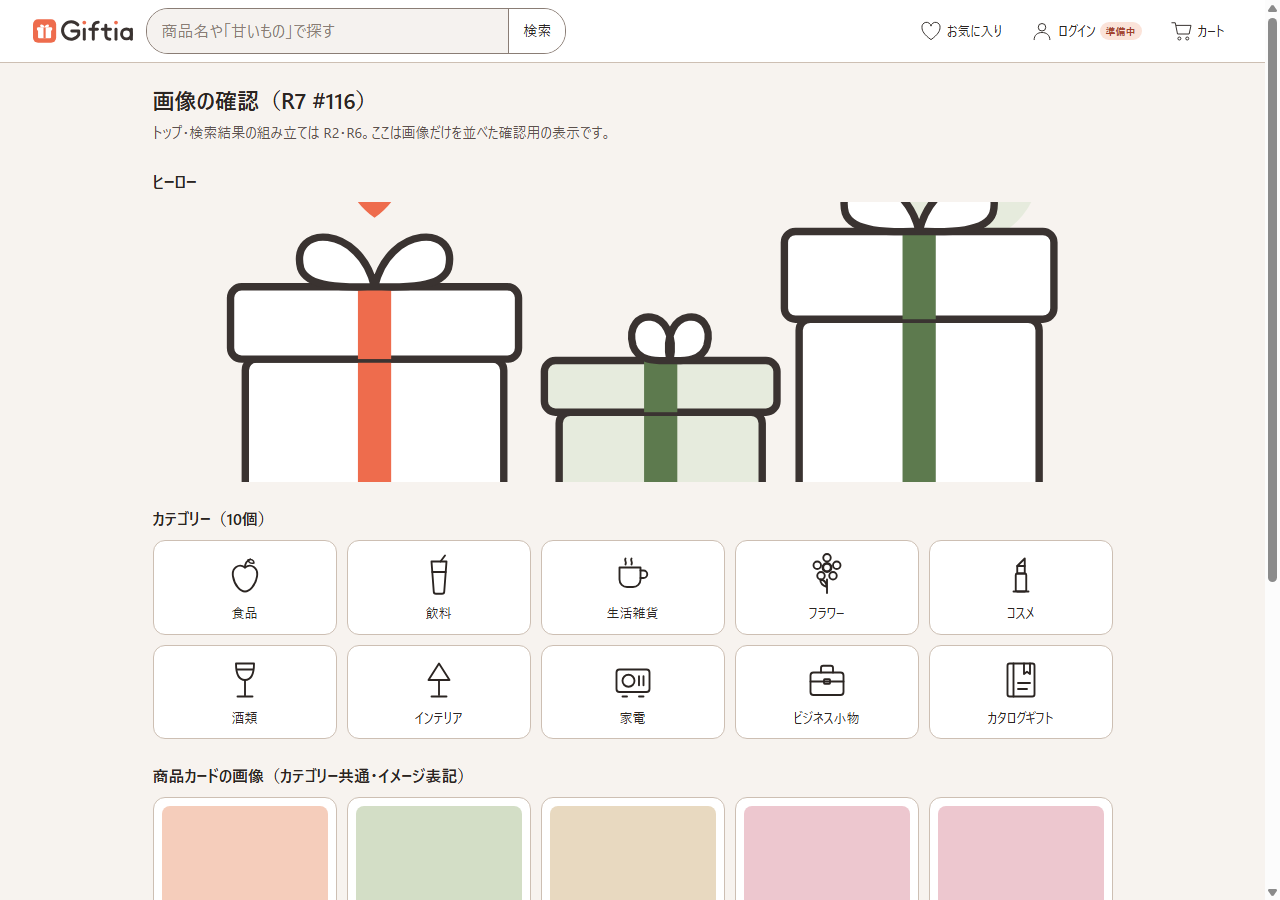 Giftia
商品名や「甘いもの」で探す
検索
お気に入り
ログイン
準備中
カート
画像の確認（R7 #116）
トップ・検索結果の組み立ては R2・R6。ここは画像だけを並べた確認用の表示です。
ヒーロー
カテゴリー（10個）
食品
飲料
生活雑貨
フラワー
コスメ
酒類
インテリア
家電
ビジネス小物
カタログギフト
商品カードの画像（カテゴリー共通・イメージ表記）